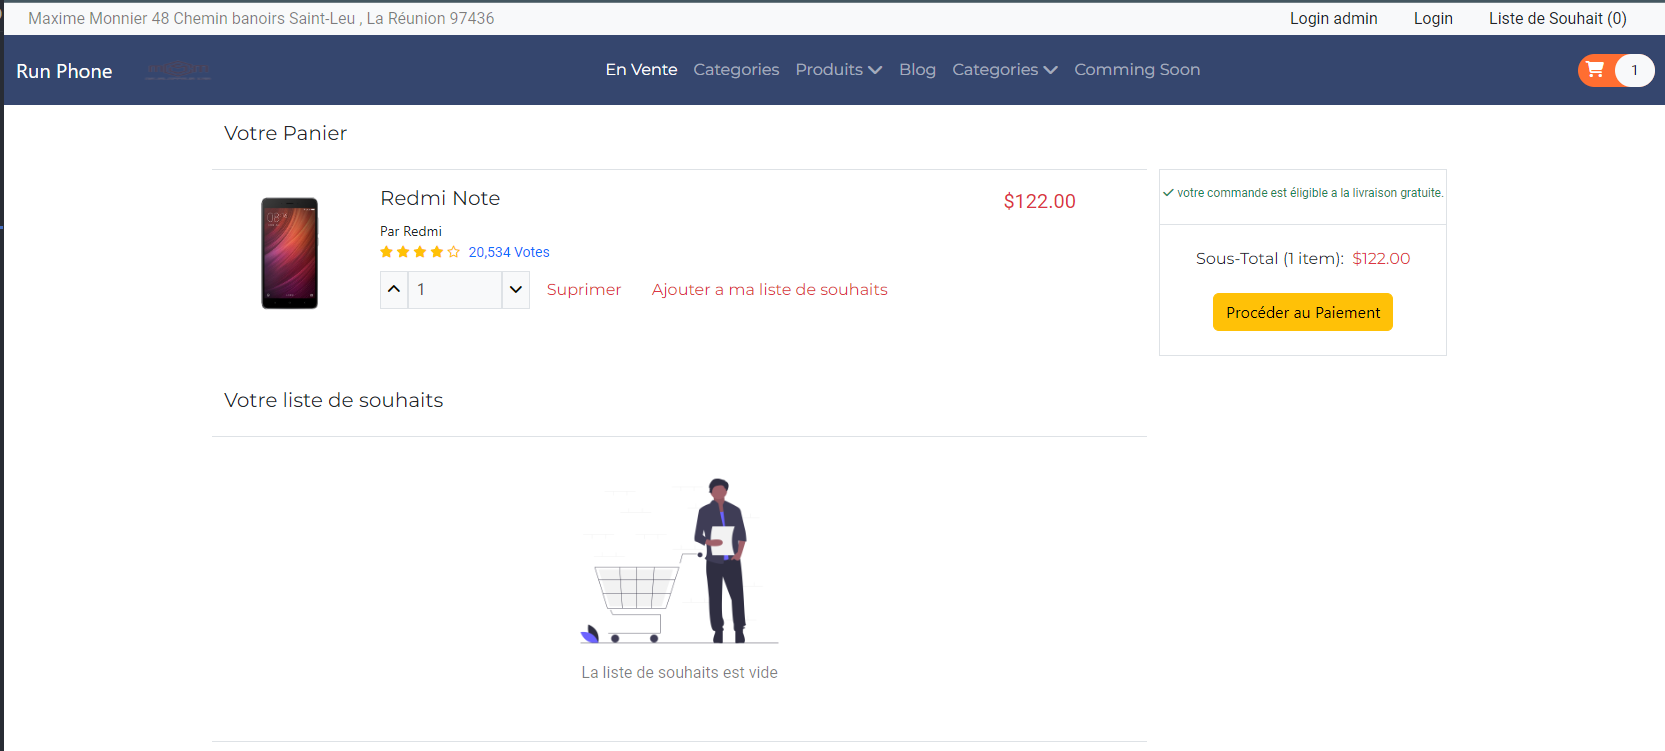 Maxime Monnier 48 Chemin banoirs Saint-Leu , La Réunion 97436
Login admin Login Liste de Souhait (0)
Run Phone
En Vente Categories Produits Blog Categories Comming Soon
1
Votre Panier
Redmi Note
$122.00
Par Redmi
20,534 Votes
1
Suprimer Ajouter a ma liste de souhaits
votre commande est éligible a la livraison gratuite.
Sous-Total (1 item): $122.00
Procéder au Paiement
Votre liste de souhaits
La liste de souhaits est vide